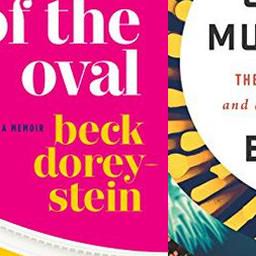 of the
oval
A MEMOIR
beck
dorey-
stein
MU
THE
and